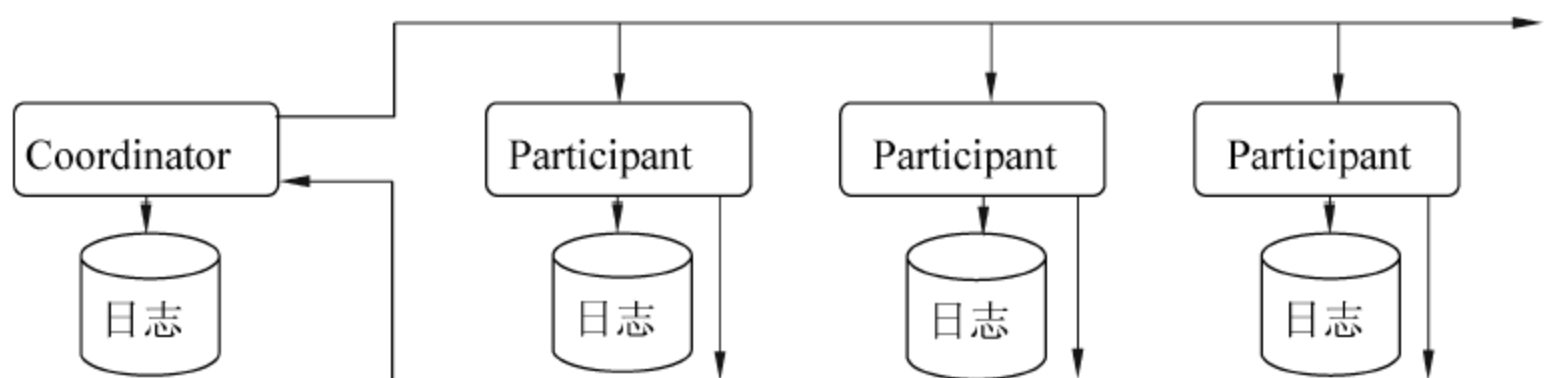 Coordinator
Participant
Participant
Participant
日志
日志
日志
日志